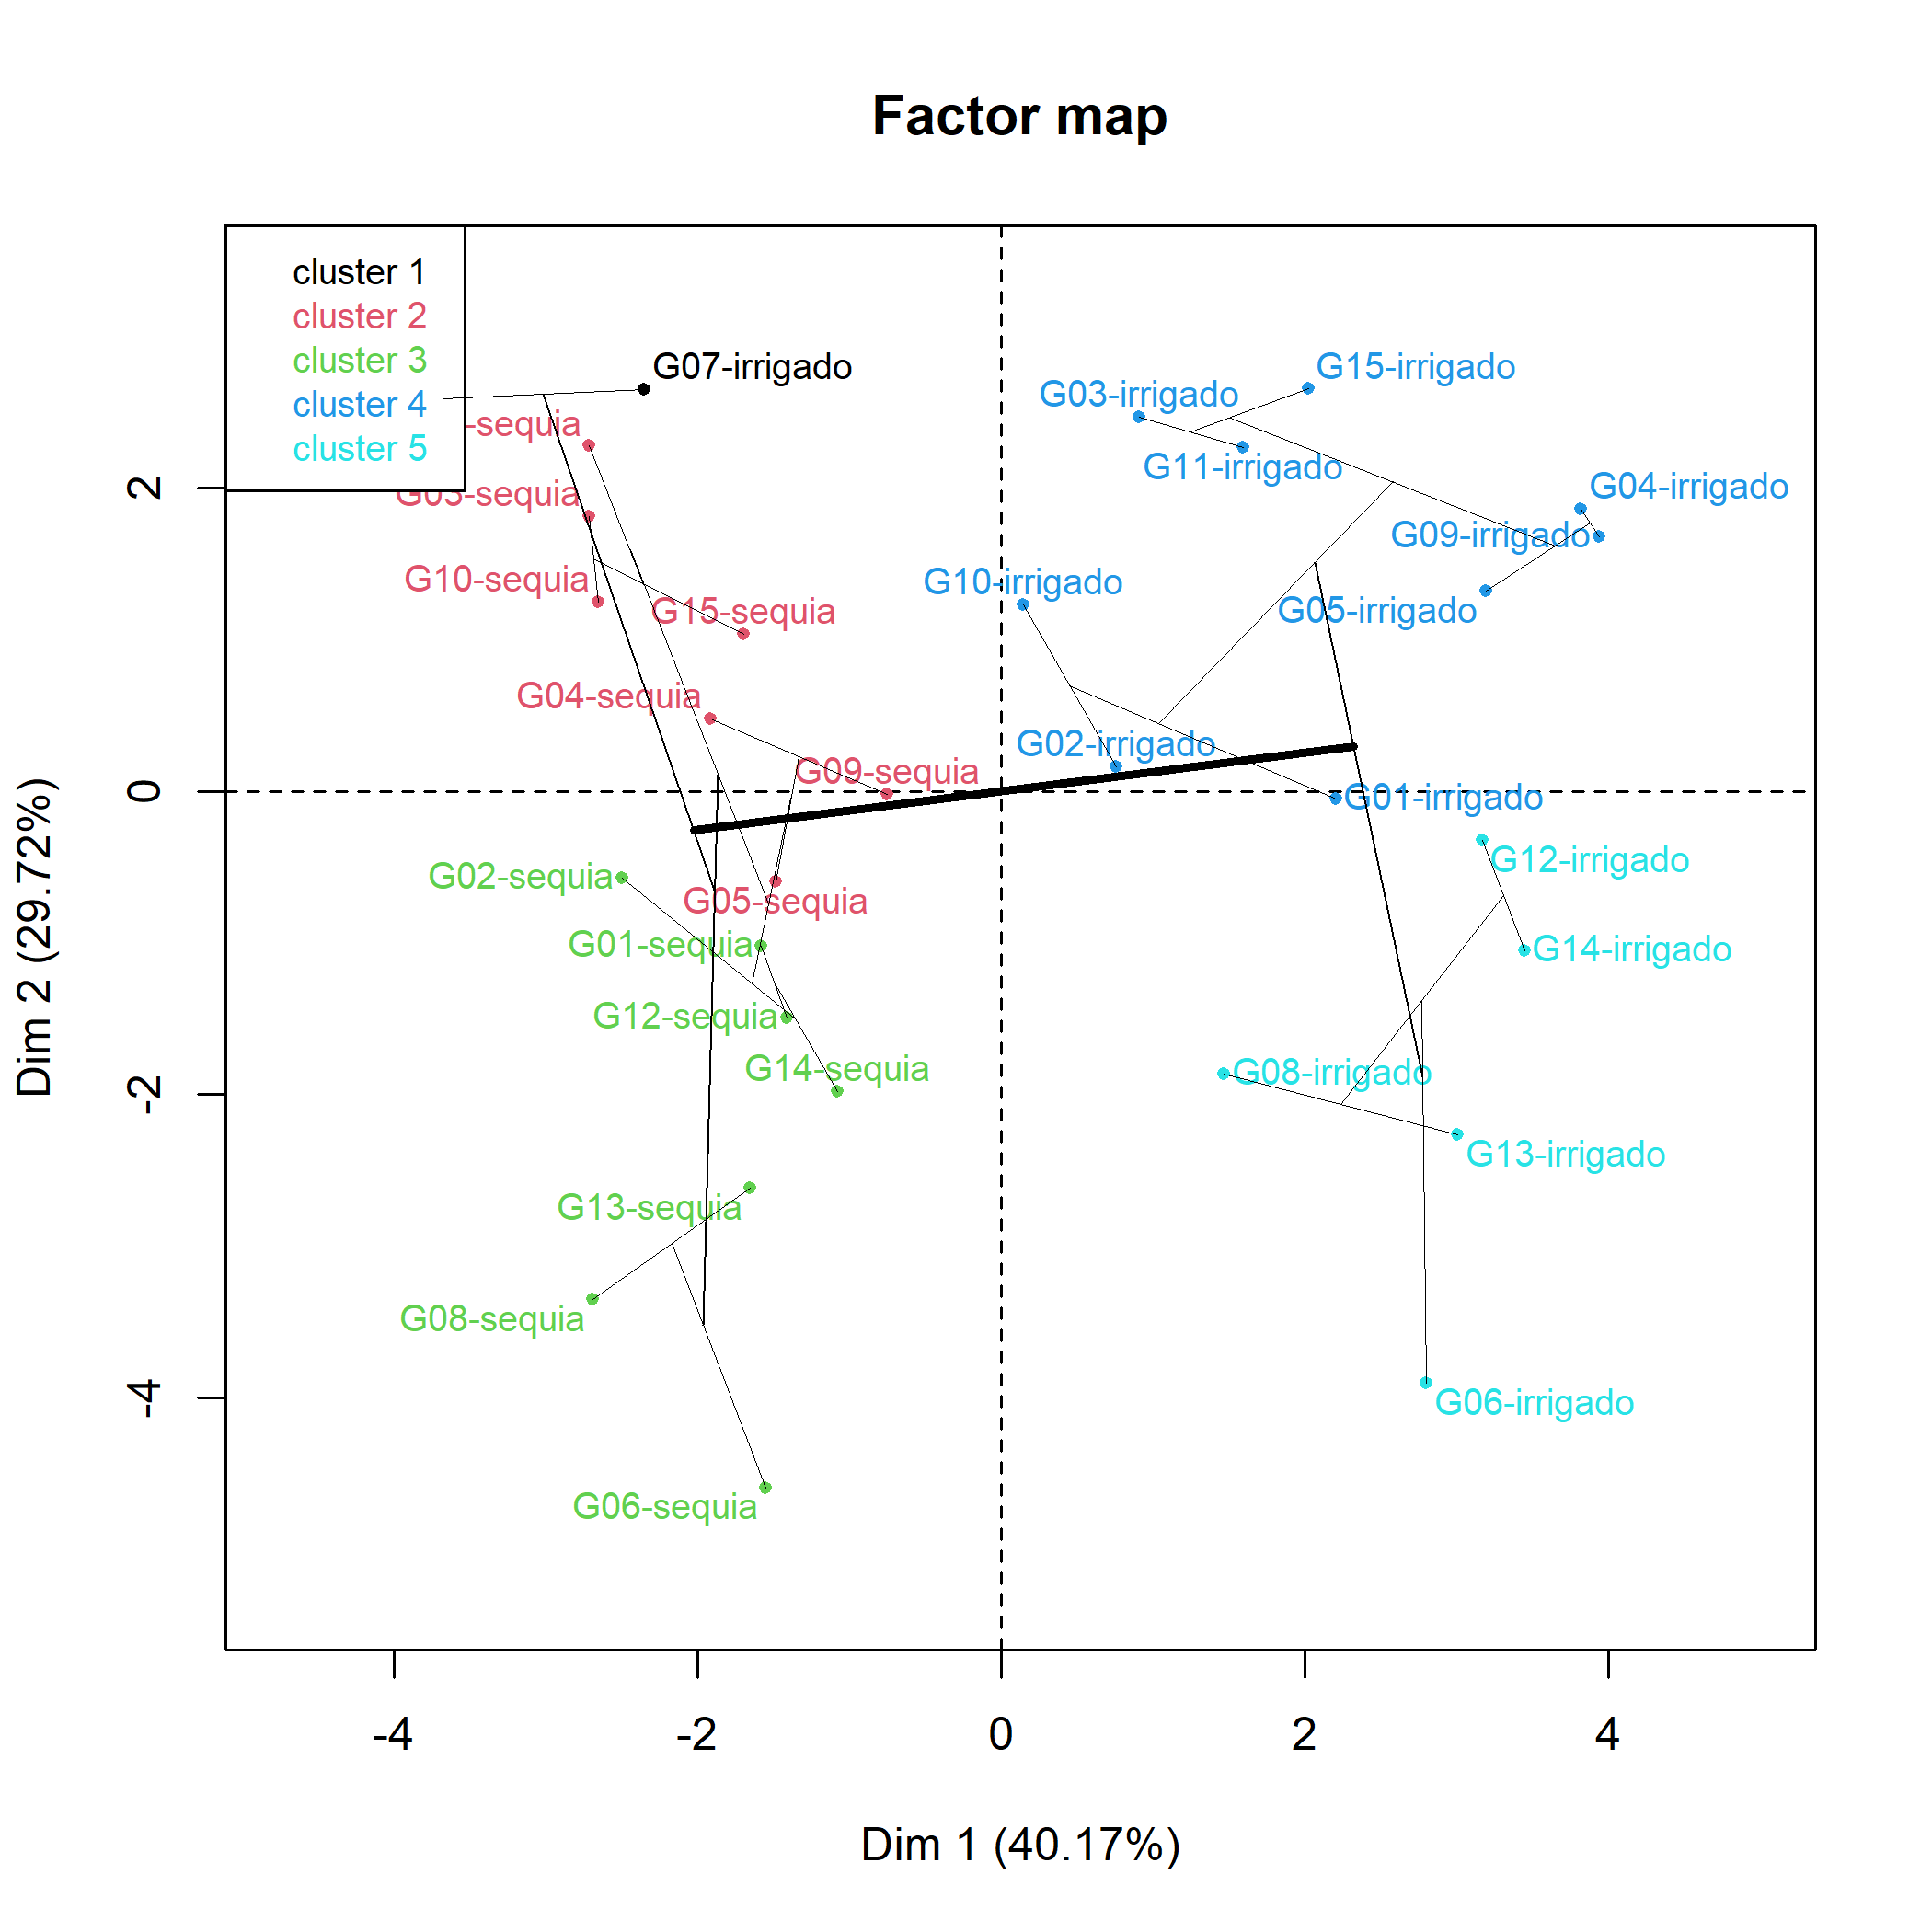 Factor map
cluster 1
cluster 2
cluster 3
cluster 4
cluster 5
G07-irrigado
G15-irrigado
G03-irrigado
-sequia
G11-irrigado
G04-irrigado
G03-sequia
G09-irrigado
G10-sequia
G10-irrigado
G15-sequia
G05-irrigado
G04-sequia
G02-irrigado
G09-sequia
G01-irrigado
G12-irrigado
G02-sequia
G05-sequia
G01-sequia
G14-irrigado
G12-sequia
G14-sequia
G08-irrigado
G13-irrigado
G13-sequia
G08-sequia
G06-irrigado
G06-sequia
2
0
-2
-4
Dim 2 (29.72%)
-4 -2 0 2 4
Dim 1 (40.17%)